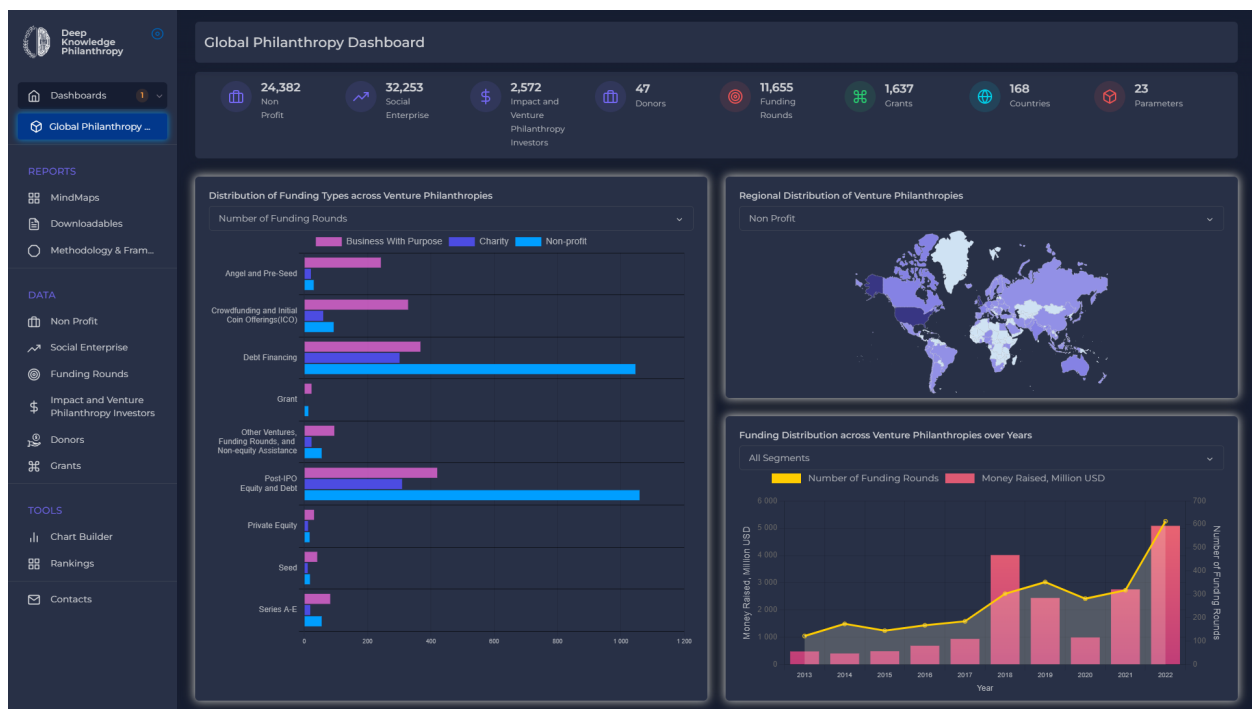 Deep
Knowledge
Philanthropy
Dashboards 1
Global Philanthropy ...
REPORTS
MindMaps
Downloadables
Methodology & Fram...
DATA
Non Profit
Social Enterprise
Funding Rounds
Impact and Venture
Philanthropy Investors
Donors
Grants
TOOLS
Chart Builder
Rankings
Contacts
Global Philanthropy Dashboard
24,382
Non
Profit
32,253
Social
Enterprise
2,572
Impact and
Venture
Philanthropy
Investors
47
Donors
11,655
Funding
Rounds
1,637
Grants
168
Countries
23
Parameters
Distribution of Funding Types across Venture Philanthropies
Number of Funding Rounds
Business With Purpose Charity Non-profit
Angel and Pre-Seed
Crowdfunding and Initial
Coin Offerings(ICO)
Debt Financing
Grant
Other Ventures,
Funding Rounds, and
Non-equity Assistance
Post-IPO
Equity and Debt
Private Equity
Seed
Series A-E
0 200 400 600 800 1 000 1 200
Regional Distribution of Venture Philanthropies
Non Profit
Funding Distribution across Venture Philanthropies over Years
All Segments
Number of Funding Rounds Money Raised, Million USD
Money Raised, Million USD
6 000
5 000
4 000
3 000
2 000
1 000
0
700
600
500
400
300
200
100
0
Number of Funding Rounds
2013 2014 2015 2016 2017 2018 2019 2020 2021 2022
Year